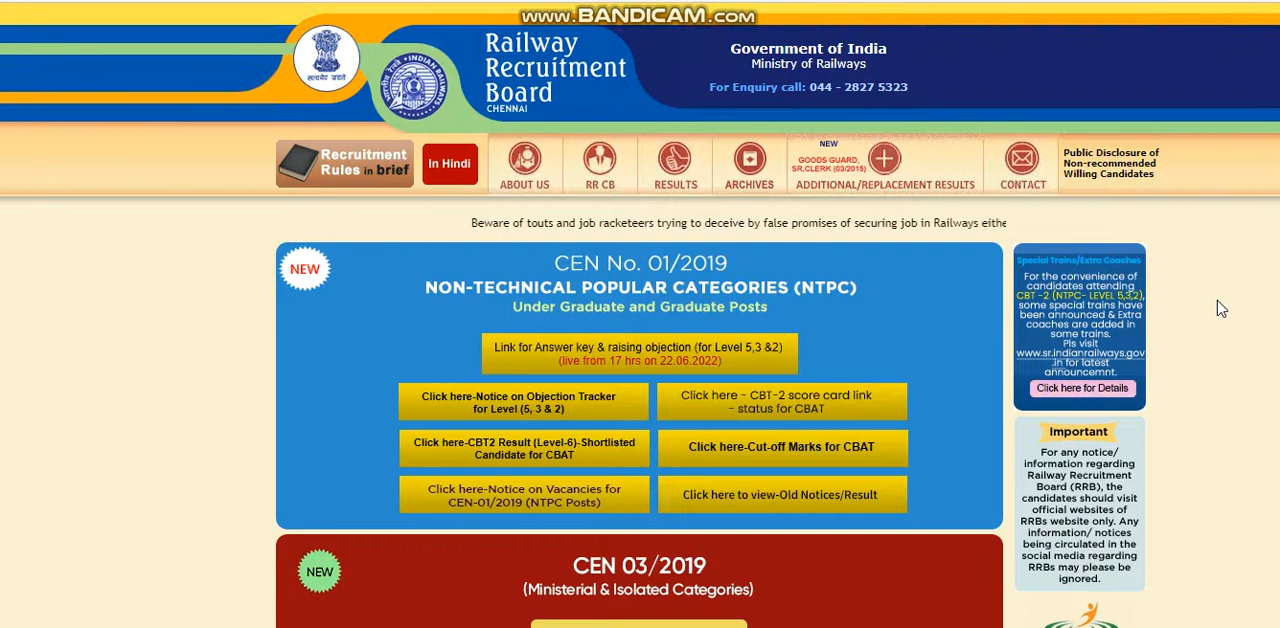 www.BANDICAM.com
Railway
Recruitment
Board
CHENNAI
Government of India
Ministry of Railways
For Enquiry call: 044 - 2827 5323
सत्यमेव जयते
INDIAN RAILWAYS
Recruitment
Rules in brief
In Hindi
ABOUT US
RR CB
RESULTS
ARCHIVES
NEW
GOODS GUARD,
SR.CLERK (03/2015)
ADDITIONAL/REPLACEMENT RESULTS
CONTACT
Public Disclosure of
Non-recommended
Willing Candidates
Beware of touts and job racketeers trying to deceive by false promises of securing job in Railways eithe
NEW
CEN No. 01/2019
NON-TECHNICAL POPULAR CATEGORIES (NTPC)
Under Graduate and Graduate Posts
Link for Answer key & raising objection (for Level 5,3 &2)
(live from 17 hrs on 22.06.2022)
Click here-Notice on Objection Tracker
for Level (5, 3 & 2)
Click here - CBT-2 score card link
- status for CBAT
Click here-CBT2 Result (Level-6)-Shortlisted
Candidate for CBAT
Click here-Cut-off Marks for CBAT
Click here-Notice on Vacancies for
CEN-01/2019 (NTPC Posts)
Click here to view-Old Notices/Result
NEW
CEN 03/2019
(Ministerial & Isolated Categories)
Special Trains/Extra Coaches
For the convenience of
candidates attending
CBT -2 (NTPC- LEVEL 5,3,2),
some special trains have
been announced & Extra
coaches are added in
some trains.
Pls visit
www.sr.indianrailways.gov
.in for latest
announcemnt.
Click here for Details
Important
For any notice/
information regarding
Railway Recruitment
Board (RRB), the
candidates should visit
official websites of
RRBs website only. Any
information/ notices
being circulated in the
social media regarding
RRBs may please be
ignored.